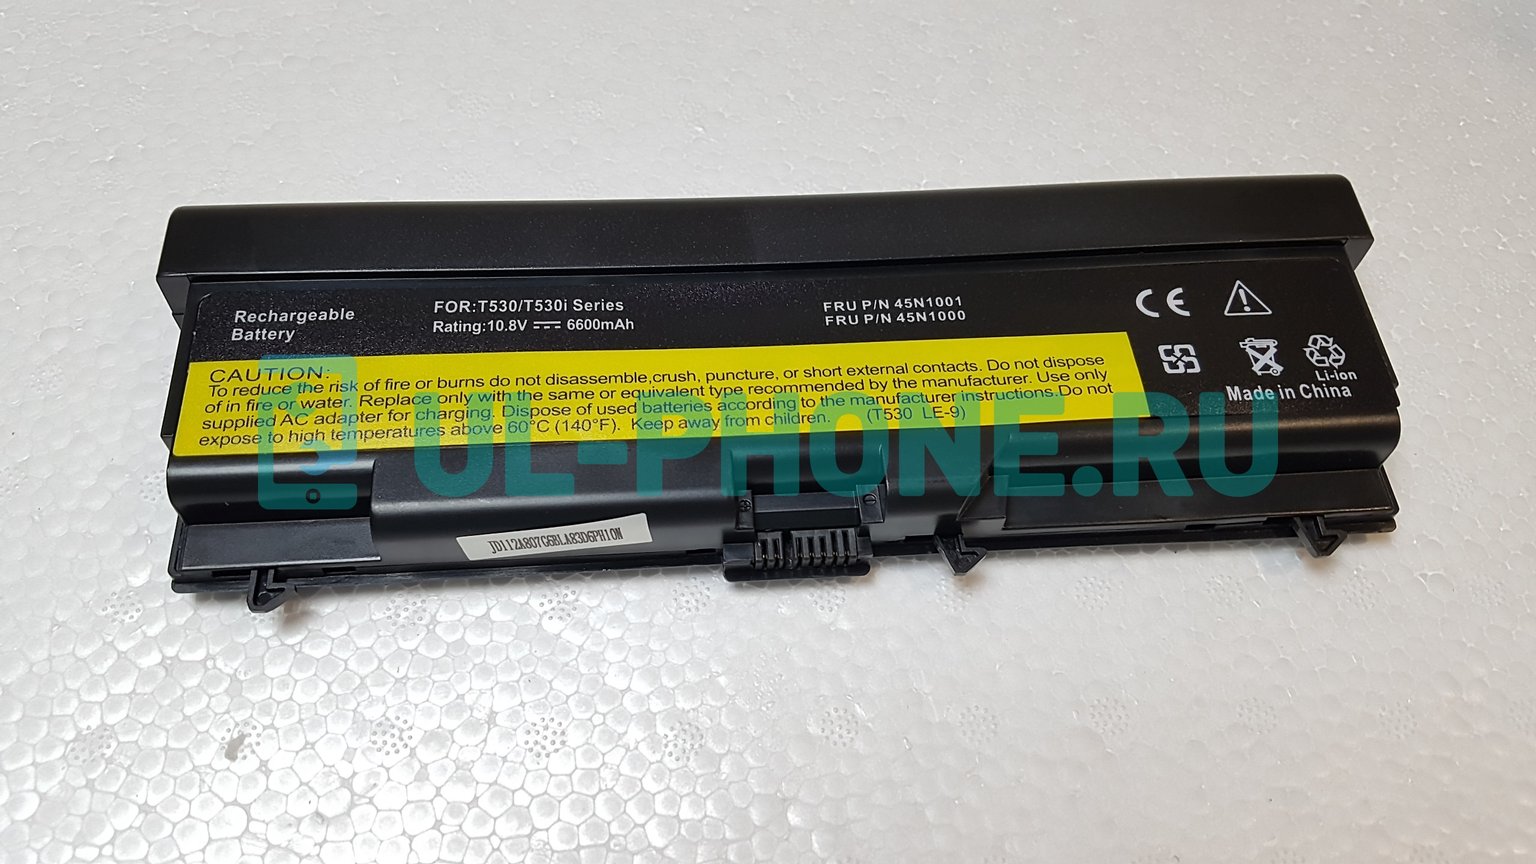 Rechargeable
Battery
FOR:T530/T530i Series
Rating:10.8V 6600mAh
FRU P/N 45N1001
FRU P/N 45N1000
CE
CAUTION:
To reduce the risk of fire or burns do not disassemble,crush, puncture, or short external contacts. Do not dispose
of in fire or water. Replace only with the same or equivalent type recommended by the manufacturer. Use only
supplied AC adapter for charging. Dispose of used batteries according to the manufacturer instructions.Do not
expose to high temperatures above 60°C (140°F). Keep away from children. (T530 LE-9)
Li-ion
Made in China
UL-PHONE.RU
JD112A807G6BLA83D6PH10N